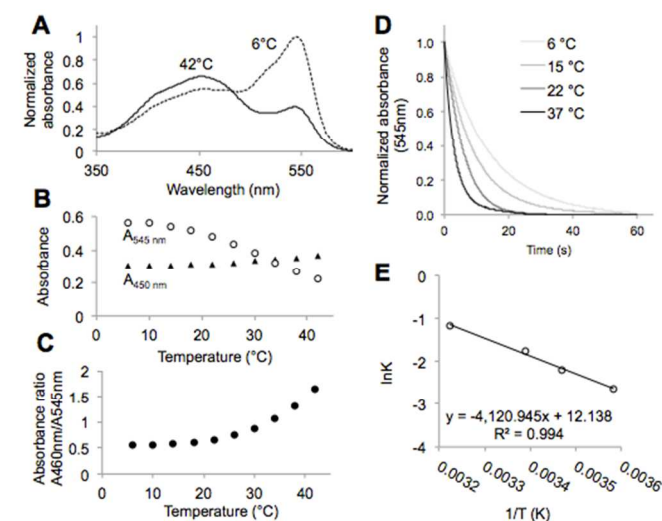 A
Normalized
absorbance
1
0.8
0.6
0.4
0.2
0
42°C
6°C
350
450
550
Wavelength (nm)
B
Absorbance
0.6
0.4
0.2
0
A545 nm
A450 nm
0 10 20 30 40
Temperature (°C)
C
Absorbance ratio
A460nm/A545nm
2
1.5
1
0.5
0
0 10 20 30 40
Temperature (°C)
D
Normalized absorbance
(545nm)
1.0
0.8
0.6
0.4
0.2
0.0
6 °C
15 °C
22 °C
37 °C
0 20 40 60
Time (s)
E
lnK
0
-1
-2
-3
-4
y = -4,120.945x + 12.138
R² = 0.994
0.0032
0.0033
0.0034
0.0035
0.0036
1/T (K)